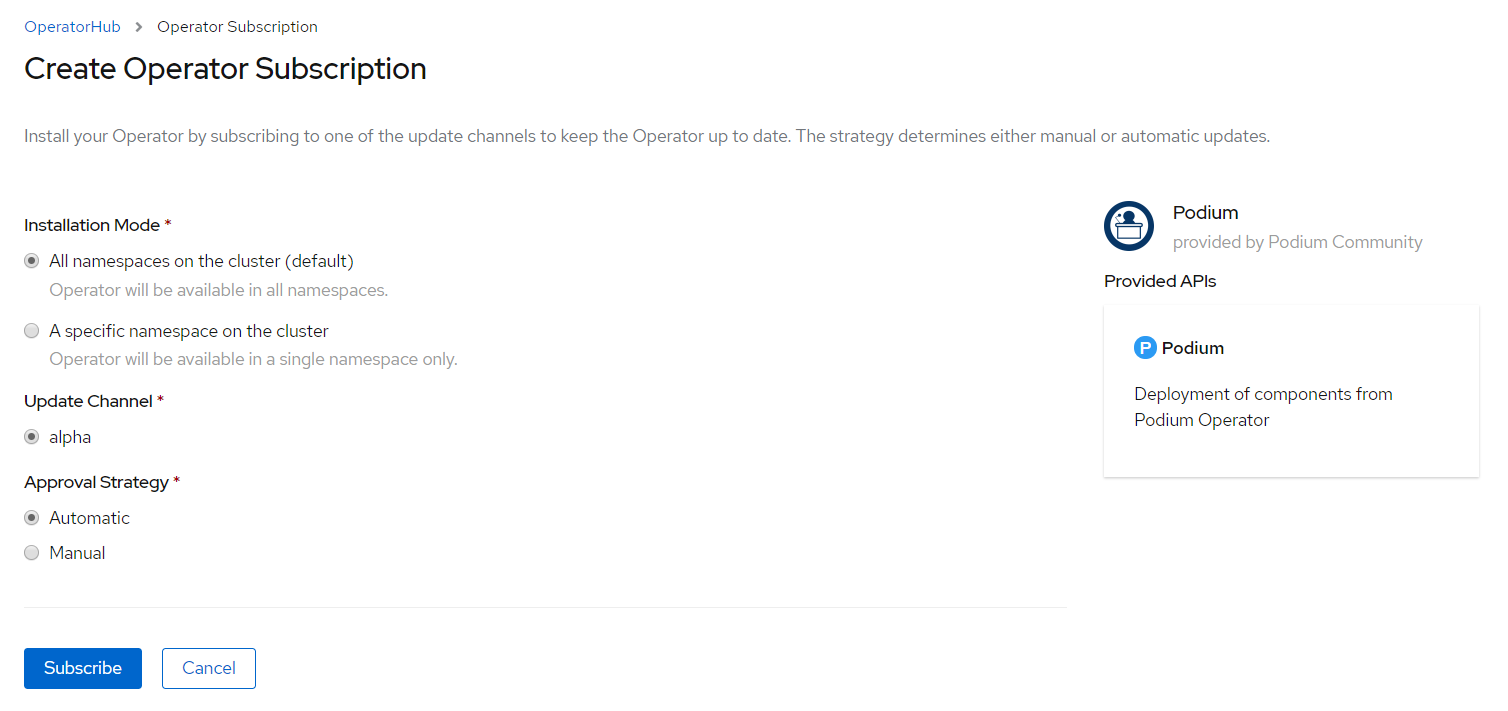 OperatorHub > Operator Subscription
Create Operator Subscription
Install your Operator by subscribing to one of the update channels to keep the Operator up to date. The strategy determines either manual or automatic updates.
Installation Mode *
All namespaces on the cluster (default)
Operator will be available in all namespaces.
A specific namespace on the cluster
Operator will be available in a single namespace only.
Update Channel *
alpha
Approval Strategy *
Automatic
Manual
Subscribe Cancel
Podium
provided by Podium Community
Provided APIs
P Podium
Deployment of components from
Podium Operator